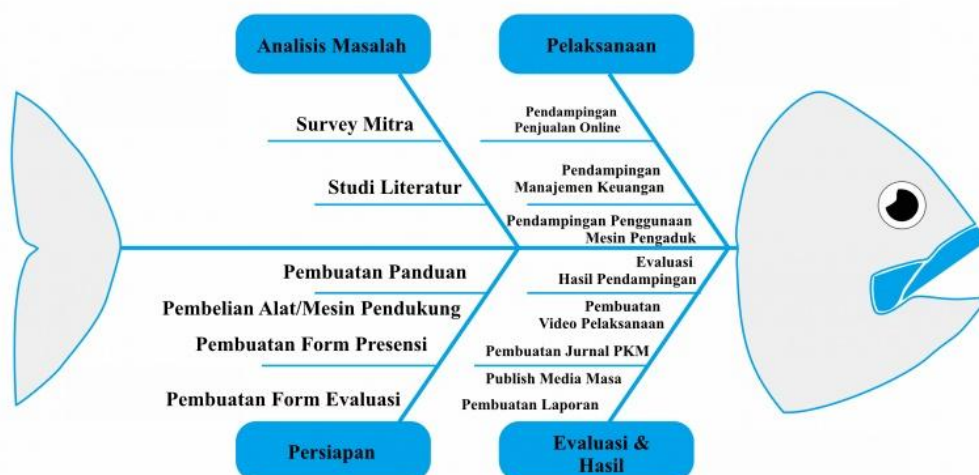 Analisis Masalah
Survey Mitra
Studi Literatur
Pelaksanaan
Pendampingan
Penjualan Online
Pendampingan
Manajemen Keuangan
Pendampingan Penggunaan
Mesin Pengaduk
Pembuatan Panduan
Pembelian Alat/Mesin Pendukung
Pembuatan Form Presensi
Pembuatan Form Evaluasi
Persiapan
Evaluasi
Hasil Pendampingan
Pembuatan
Video Pelaksanaan
Pembuatan Jurnal PKM
Publish Media Masa
Pembuatan Laporan
Evaluasi &
Hasil